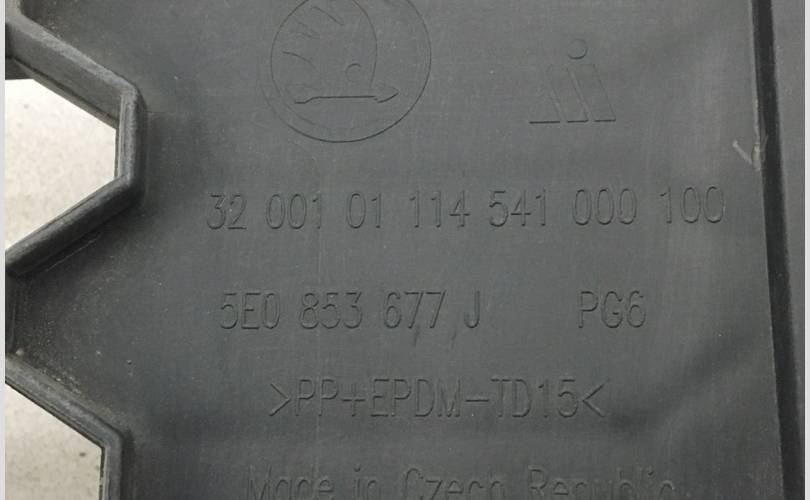 32 001 01 114 541 000 100
5E0 853 677 J PG6
>PP+EPDM-TD15<
Made in Czech Republic